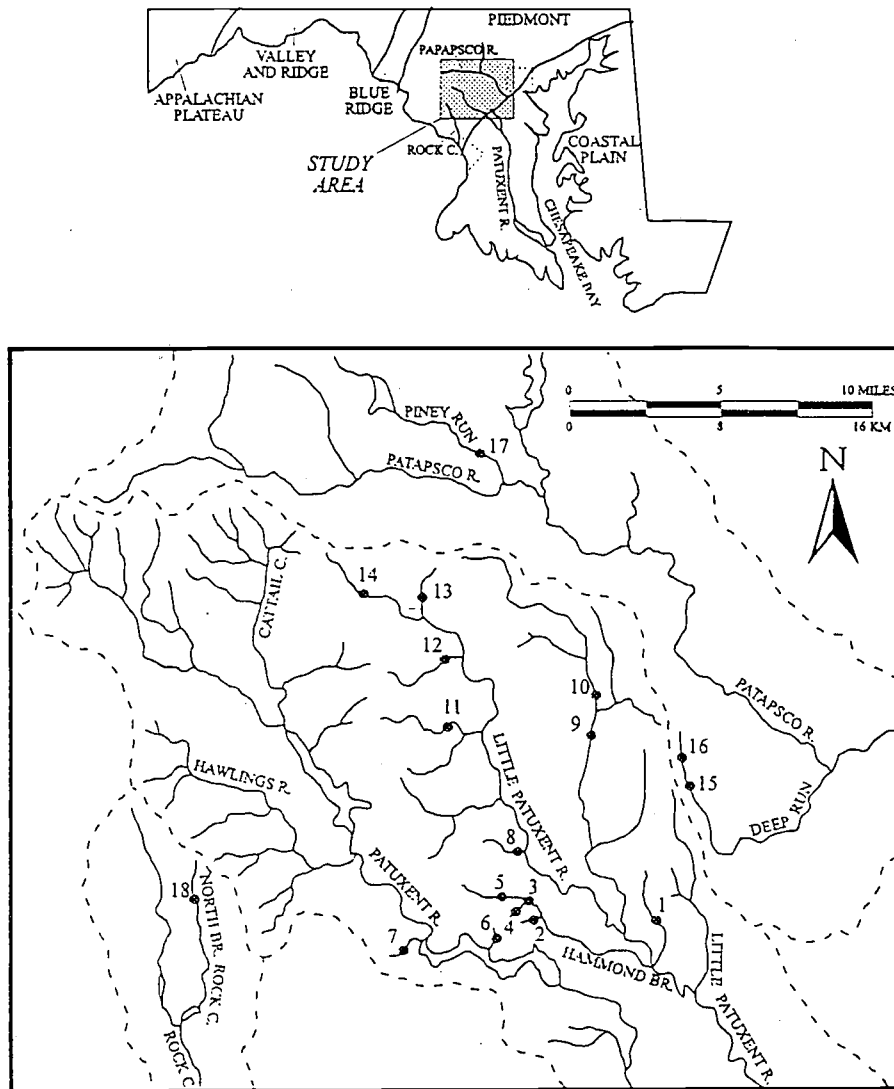 PIEDMONT
PAPAPSCO R.
VALLEY
AND RIDGE
APPALACHIAN
PLATEAU
BLUE
RIDGE
STUDY
AREA
ROCK C.
PATUXENT R.
COASTAL
PLAIN
CHESAPEAKE BAY
0 5 10 MILES
0 8 16 KM
N
PINEY RUN
17
PATAPSCO R.
CATTAIL C.
14
13
12
11
10
9
PATAPSCO R.
16
15
DEEP RUN
HAWLINGS R.
LITTLE PATUXENT R.
8
PATUXENT R.
5
3
4
2
6
7
1
18
NORTH BR. ROCK C.
HAMMOND BR.
LITTLE PATUXENT R.
ROCK C.